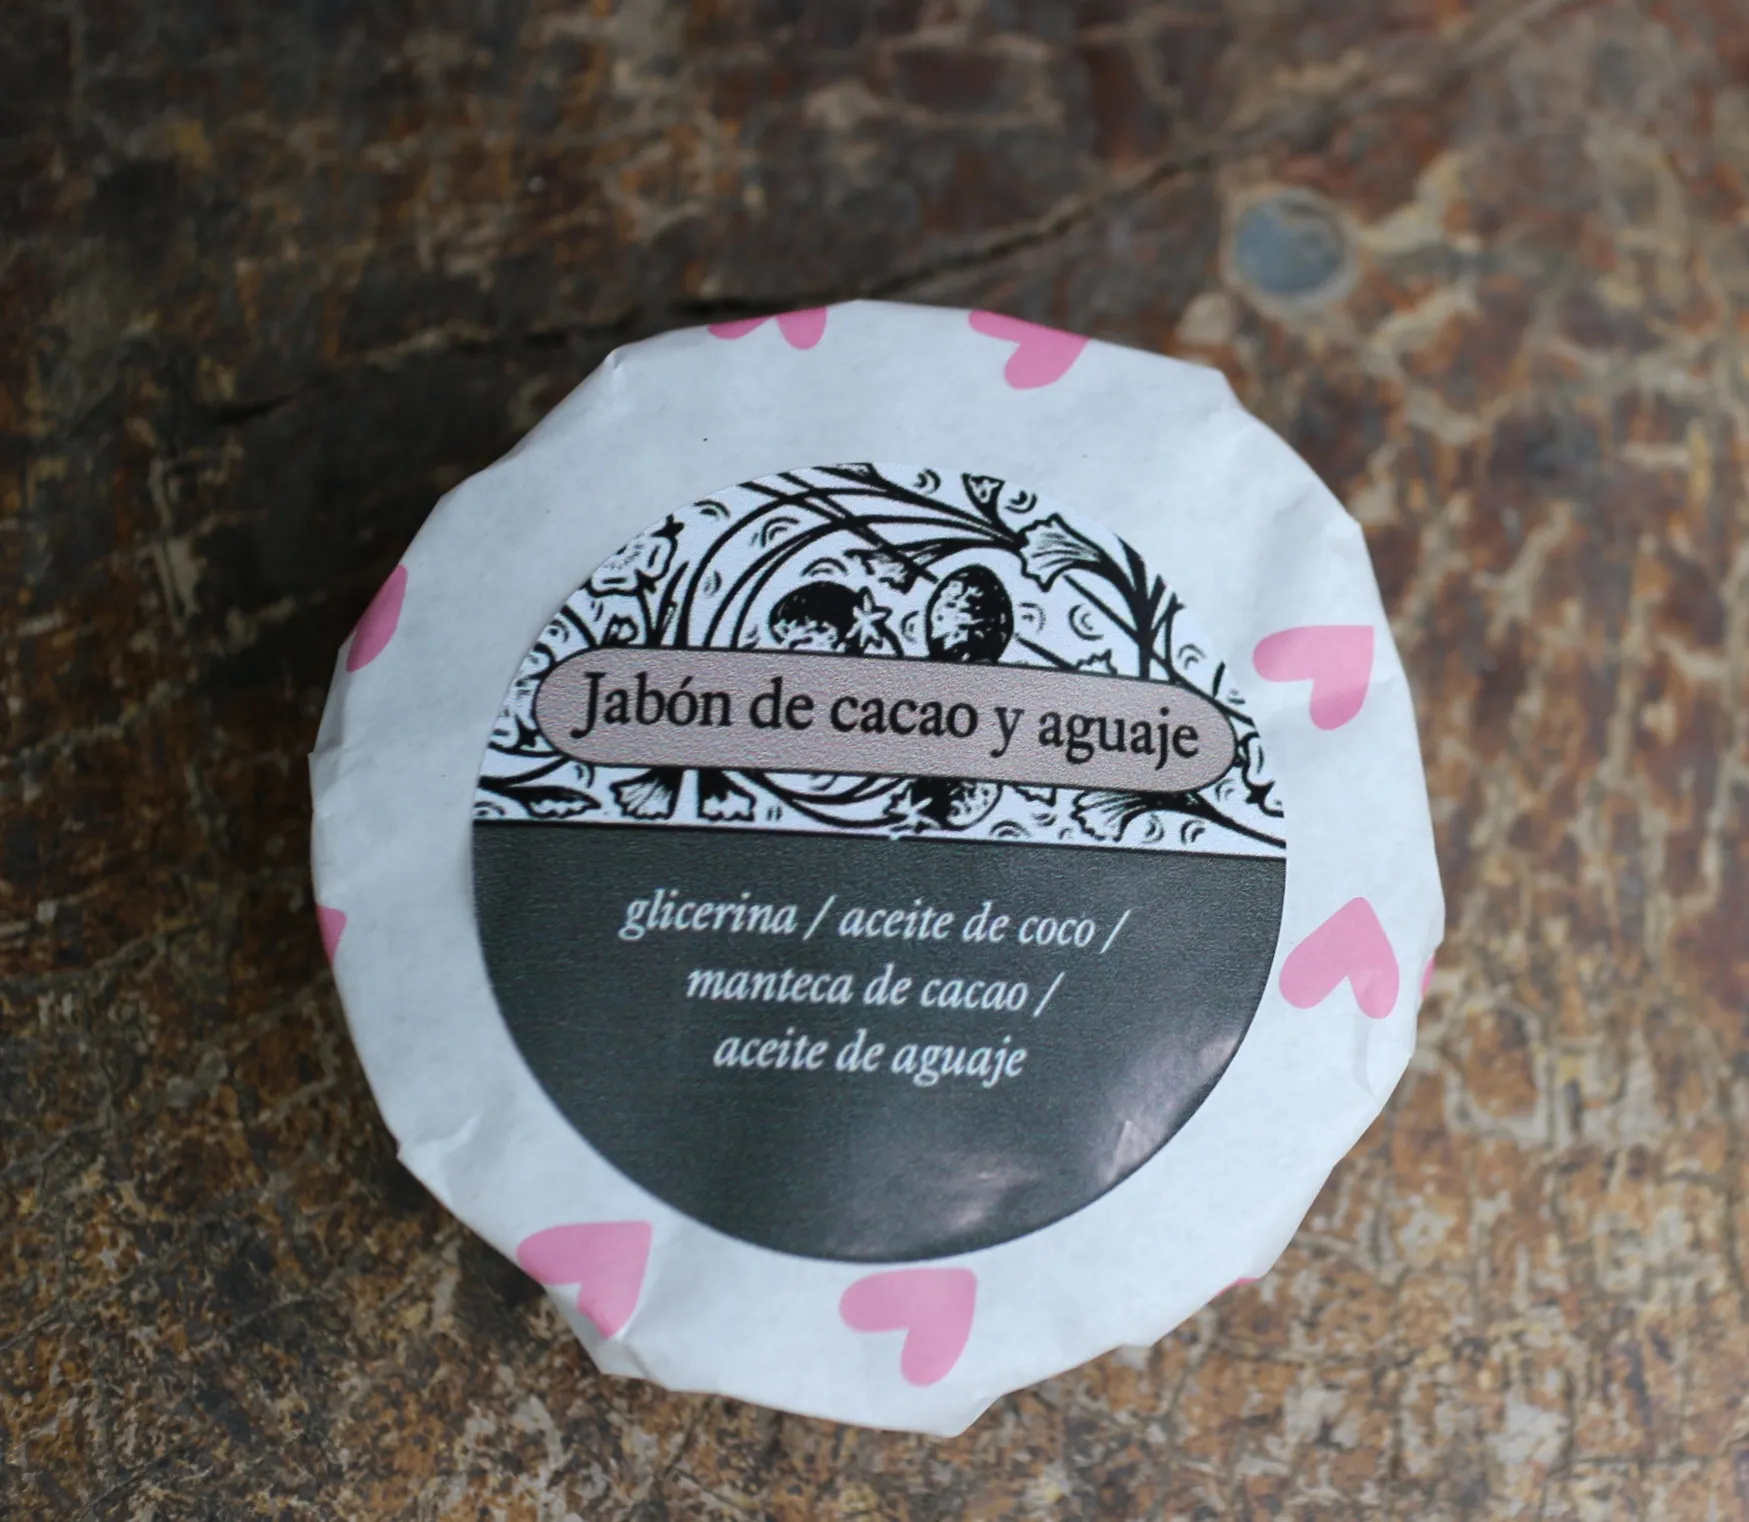 Jabón de cacao y aguaje
glicerina / aceite de coco /
manteca de cacao /
aceite de aguaje